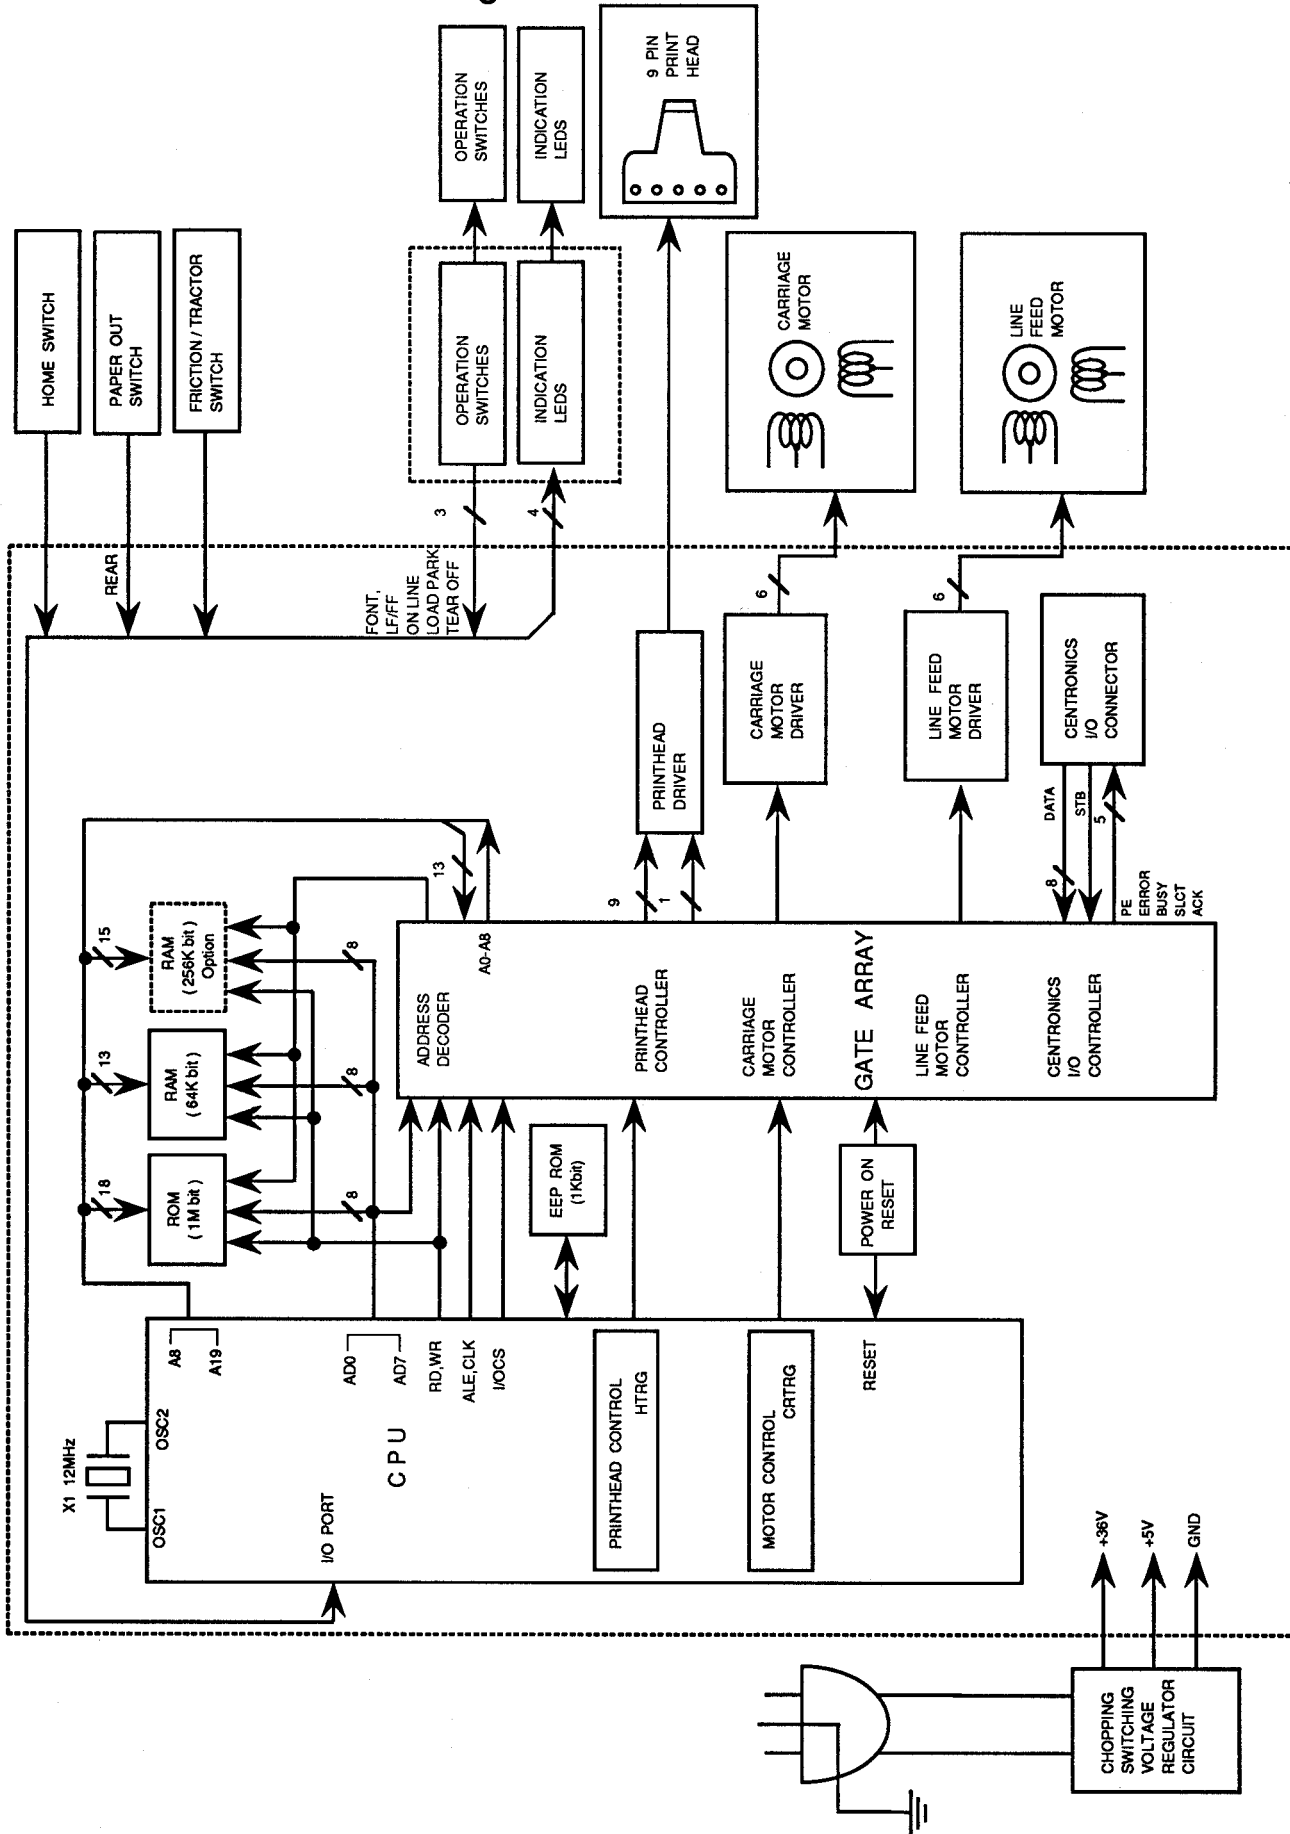 g
HOME SWITCH
PAPER OUT
SWITCH
FRICTION / TRACTOR
SWITCH
REAR
OPERATION
SWITCHES
INDICATION
LEDS
OPERATION
SWITCHES
INDICATION
LEDS
3
4
FONT,
LF/FF
ON LINE
LOAD PARK
TEAR OFF
9 PIN
PRINT
HEAD
CARRIAGE
MOTOR
LINE
FEED
MOTOR
6
6
PRINTHEAD
DRIVER
CARRIAGE
MOTOR
DRIVER
LINE FEED
MOTOR
DRIVER
CENTRONICS
I/O
CONNECTOR
DATA
8
STB
5
PE
ERROR
BUSY
SLCT
ACK
9
1
13
A0-A8
15
RAM
( 256K bit )
Option
8
13
RAM
( 64K bit )
8
18
ROM
( 1M bit )
8
ADDRESS
DECODER
PRINTHEAD
CONTROLLER
CARRIAGE
MOTOR
CONTROLLER
GATE ARRAY
LINE FEED
MOTOR
CONTROLLER
CENTRONICS
I/O
CONTROLLER
EEP ROM
(1Kbit)
POWER ON
RESET
X1 12MHz
OSC1
OSC2
A8
A19
AD0
AD7
RD,WR
ALE,CLK
I/OCS
I/O PORT
CPU
PRINTHEAD CONTROL
HTRG
MOTOR CONTROL
CRTRG
RESET
+36V
+5V
GND
CHOPPING
SWITCHING
VOLTAGE
REGULATOR
CIRCUIT